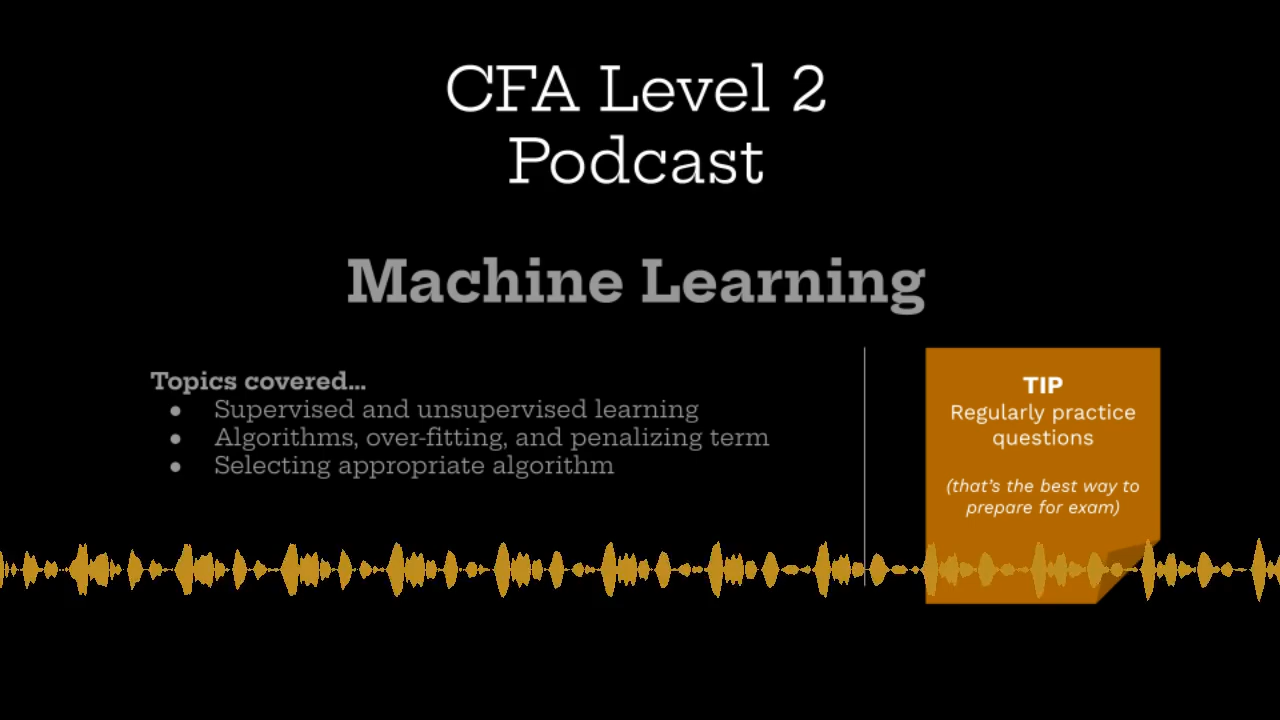 CFA Level 2
Podcast
Machine Learning
Topics covered...
● Supervised and unsupervised learning
● Algorithms, over-fitting, and penalizing term
● Selecting appropriate algorithm
TIP
Regularly practice
questions
(that's the best way to
prepare for exam)